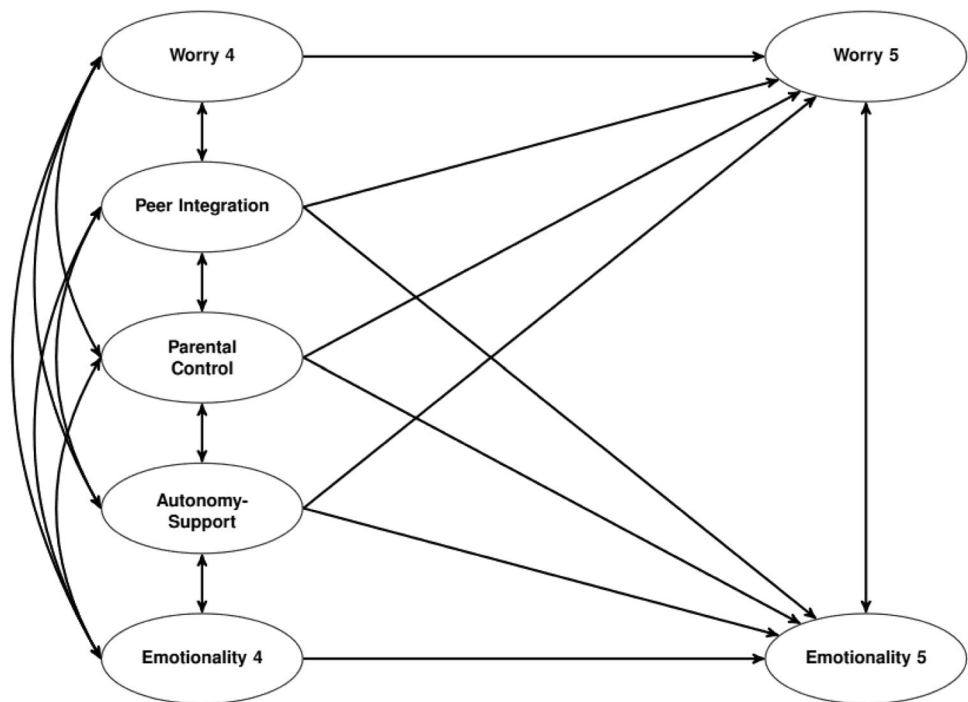 Worry 4
Worry 5
Peer Integration
Parental
Control
Autonomy-
Support
Emotionality 4
Emotionality 5